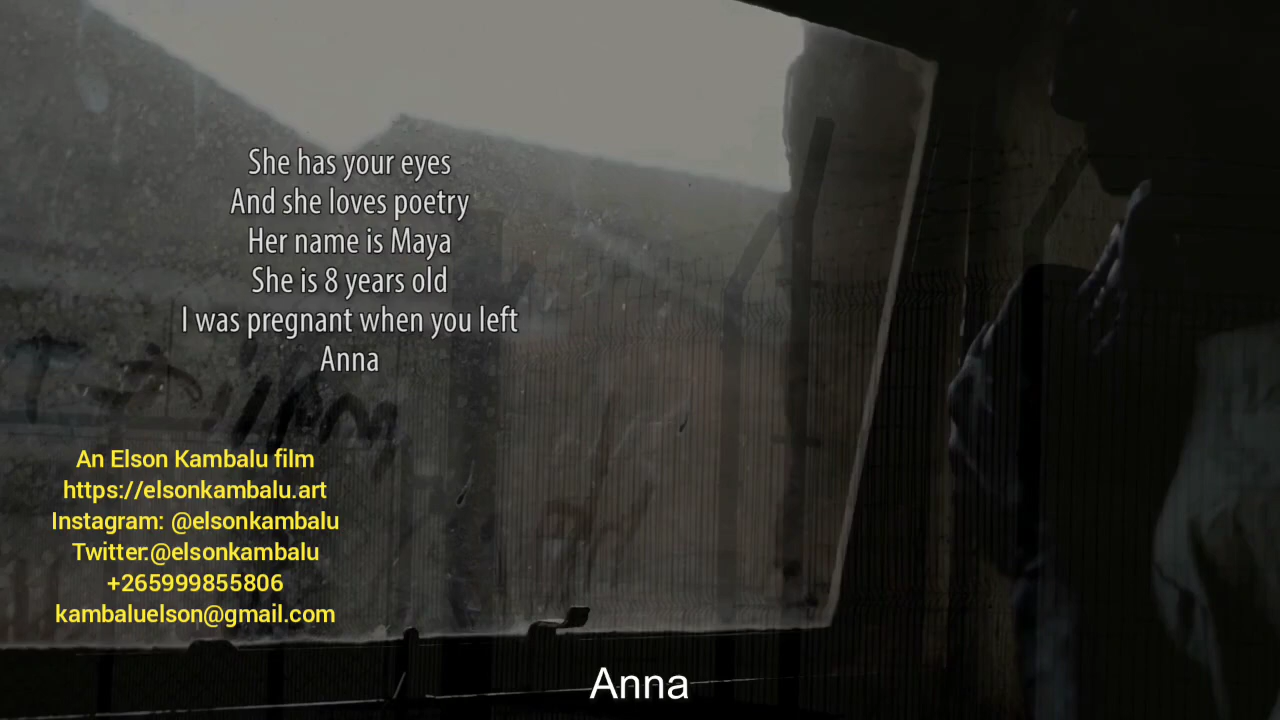 She has your eyes
And she loves poetry
Her name is Maya
She is 8 years old
I was pregnant when you left
Anna
An Elson Kambalu film
https://elsonkambalu.art
Instagram: @elsonkambalu
Twitter:@elsonkambalu
+265999855806
kambaluelson@gmail.com
Anna